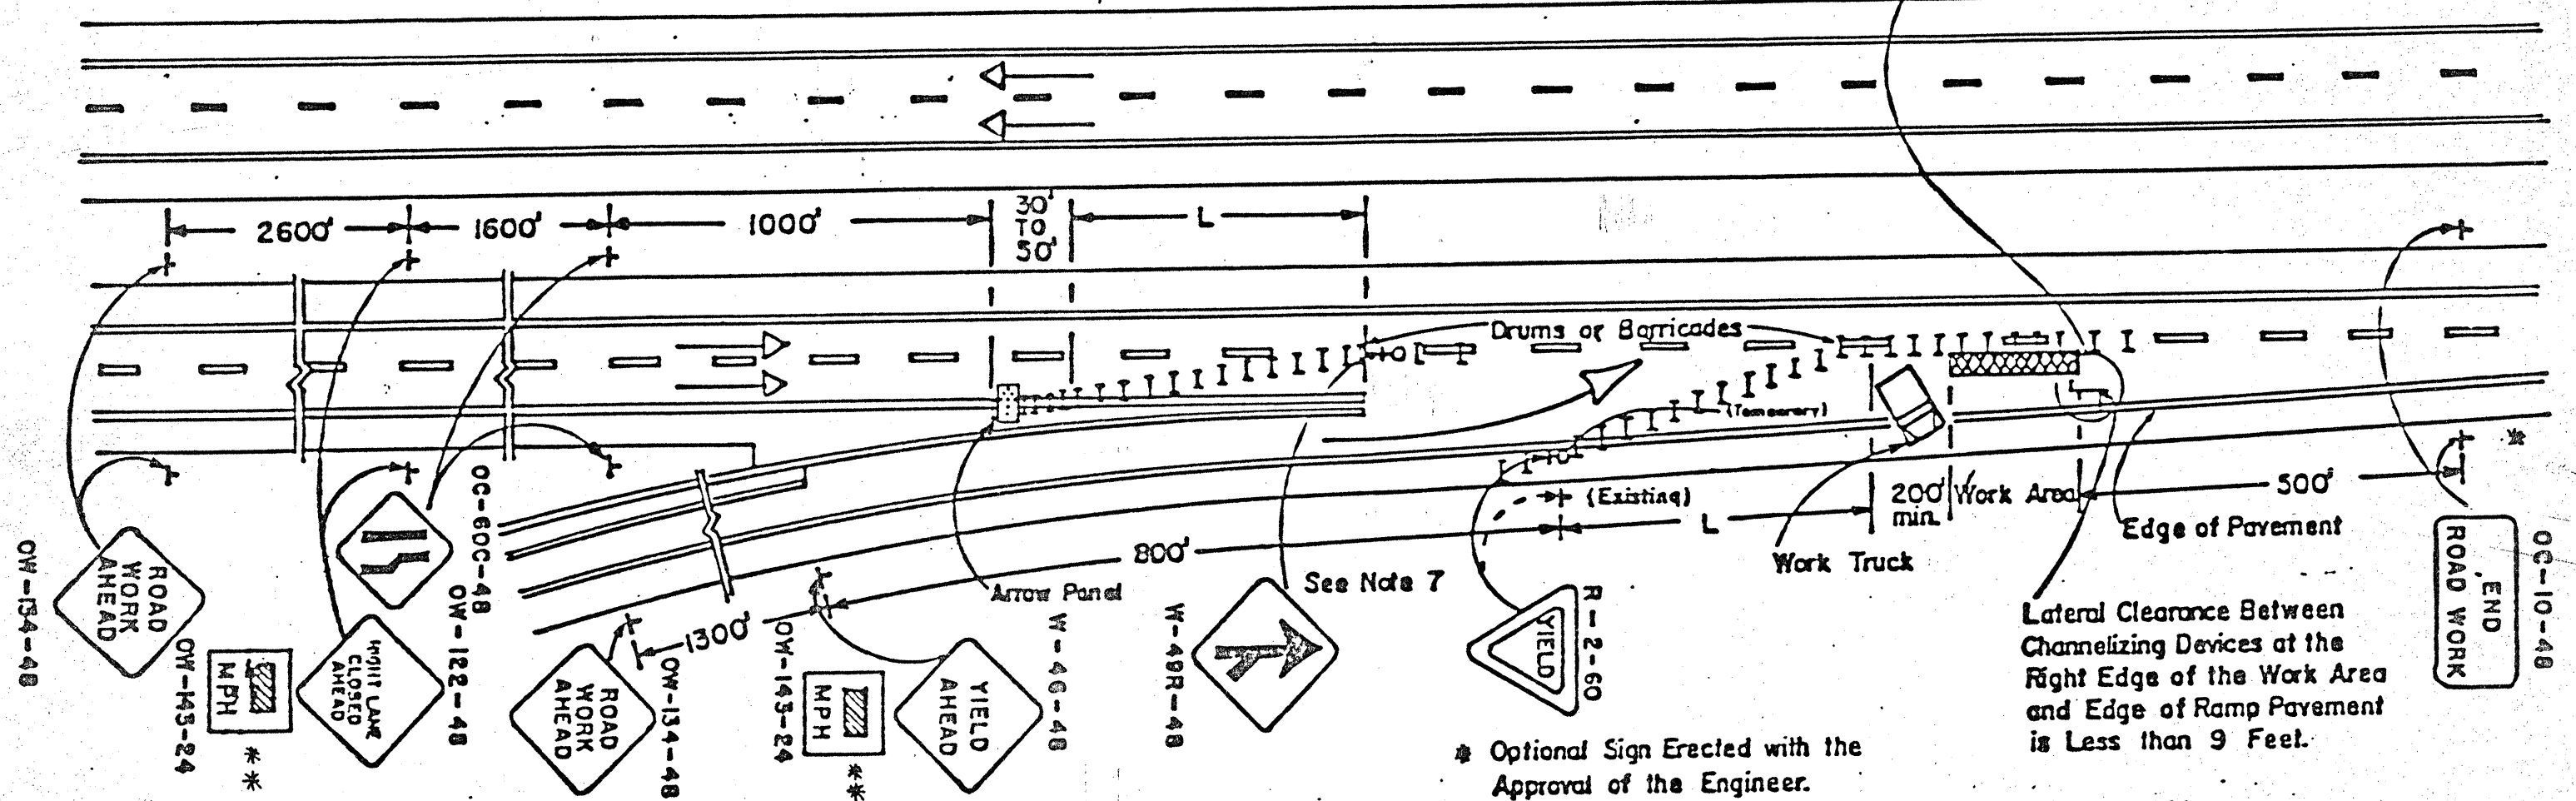 2600'
1600'
1000'
30'
TO
50'
L
Drums or Barricades
(Temporary)
(Existing)
L
200'
min.
Work Area
500'
Edge of Pavement
Work Truck
800'
1300'
Arrow Panel
See Note 7
ROAD
WORK
AHEAD
OW-134-48
MPH
OW-143-24
**
LANE
CLOSED
AHEAD
OW-122-48
OC-60C-48
ROAD
WORK
AHEAD
OW-134-48
MPH
OW-143-24
**
YIELD
AHEAD
W-46-48
W-49R-48
YIELD
R-2-60
END
ROAD WORK
OC-10-48
*
Lateral Clearance Between
Channelizing Devices at the
Right Edge of the Work Area
and Edge of Ramp Pavement
is Less than 9 Feet.
* Optional Sign Erected with the
Approval of the Engineer.